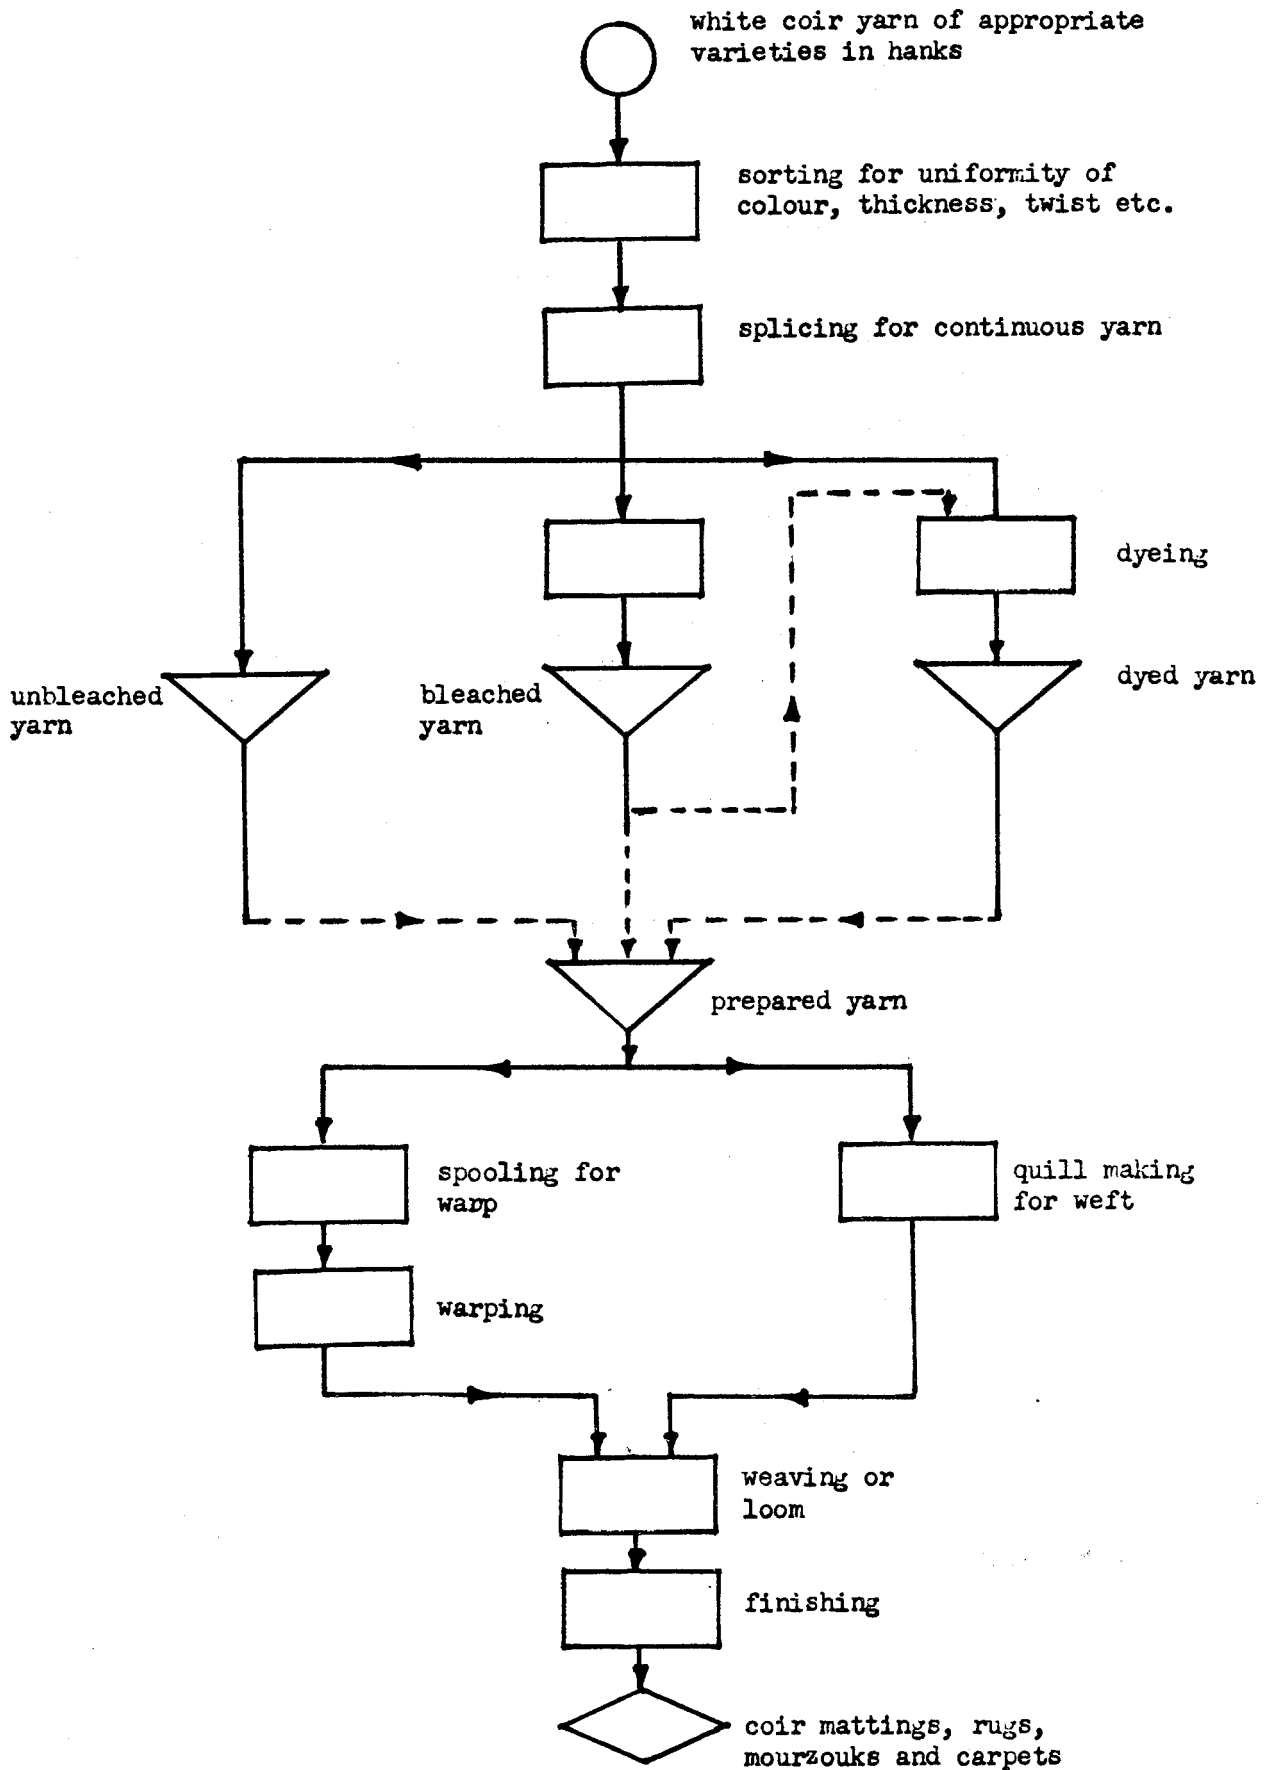 white coir yarn of appropriate
varieties in hanks
sorting for uniformity of
colour, thickness, twist etc.
splicing for continuous yarn
dyeing
unbleached
yarn
bleached
yarn
dyed yarn
prepared yarn
spooling for
warp
quill making
for weft
warping
weaving or
loom
finishing
coir mattings, rugs,
mourzouks and carpets